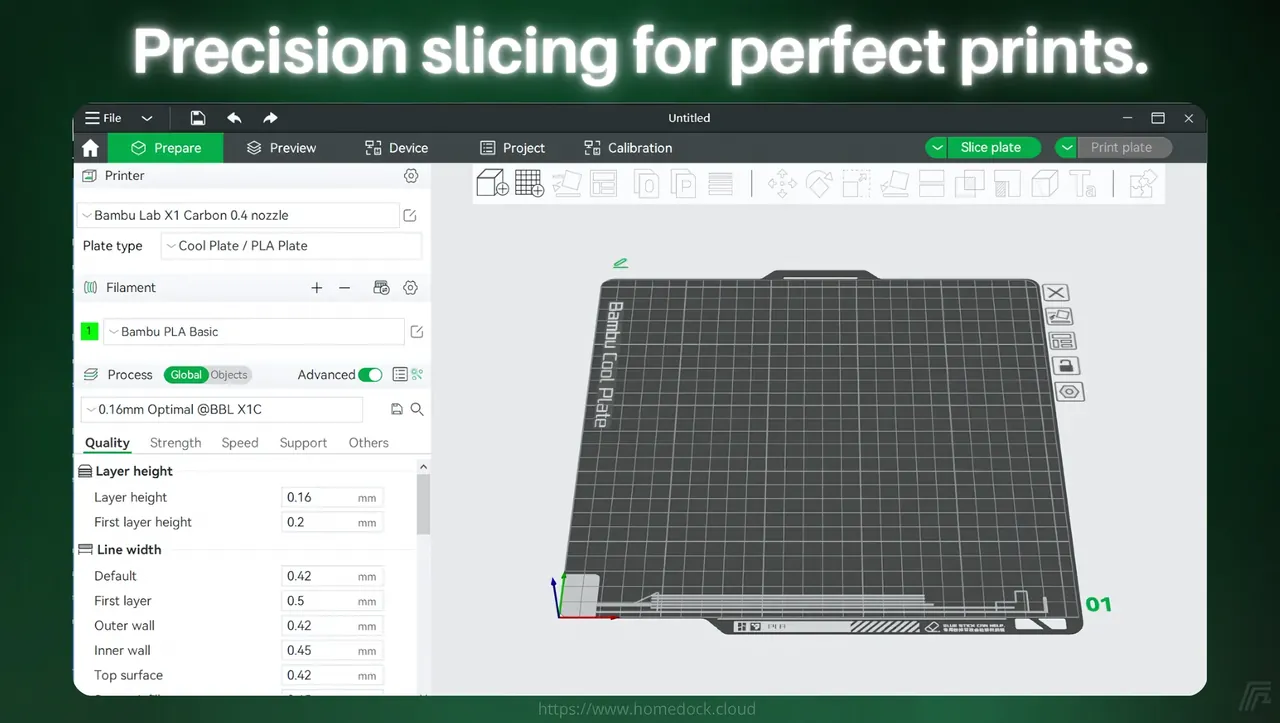 Precision slicing for perfect prints.
File
Untitled
Prepare Preview Device Project Calibration Slice plate Print plate
Printer
Bambu Lab X1 Carbon 0.4 nozzle
Plate type Cool Plate / PLA Plate
Filament
1 Bambu PLA Basic
Process Global Objects Advanced
0.16mm Optimal @BBL X1C
Quality Strength Speed Support Others
Layer height
Layer height 0.16 mm
First layer height 0.2 mm
Line width
Default 0.42 mm
First layer 0.5 mm
Outer wall 0.42 mm
Inner wall 0.45 mm
Top surface 0.42 mm
Bambu Cool Plate
01
PLA
GLUE STICK CAN HELP.
https://www.homedock.cloud